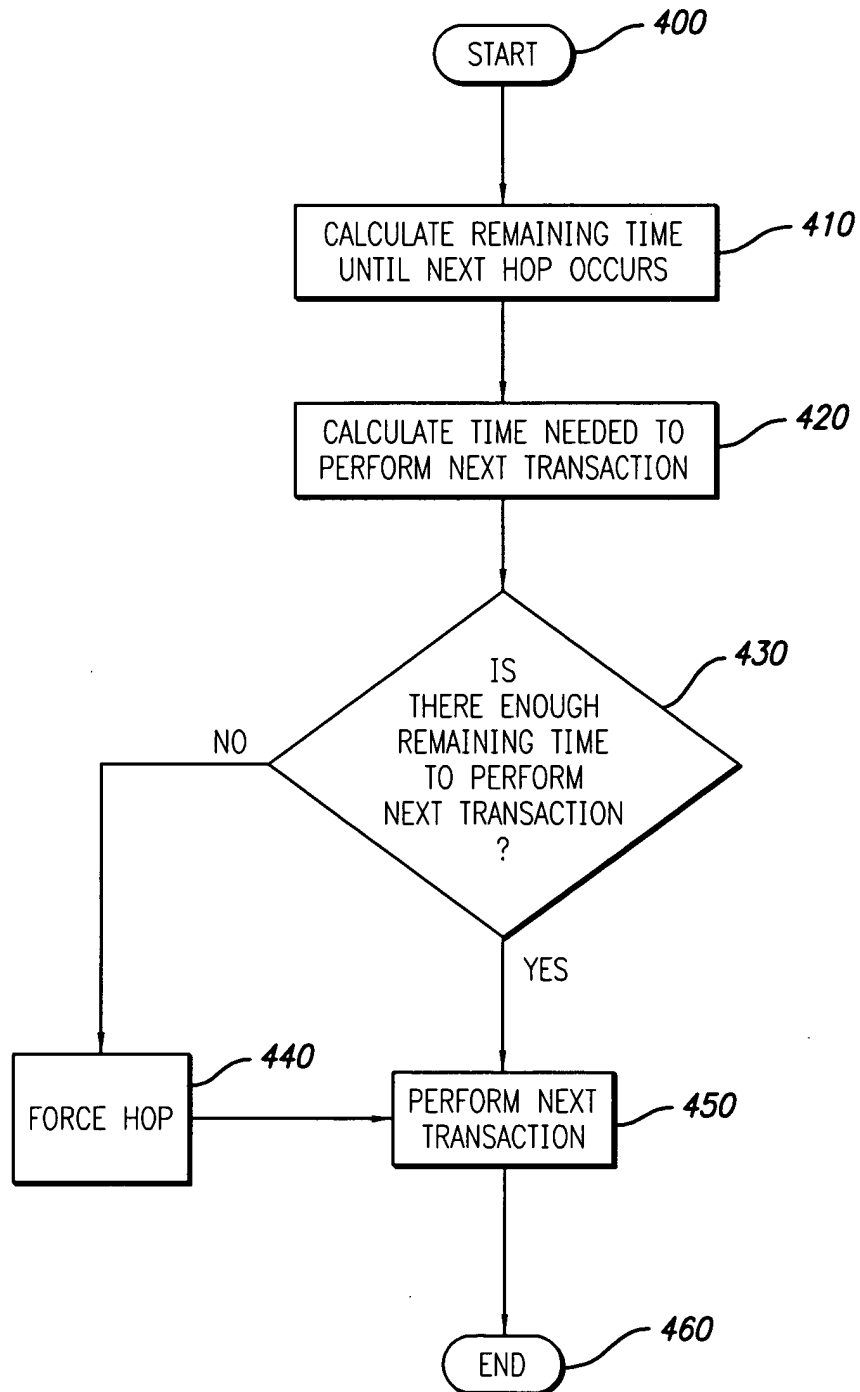 START
400
CALCULATE REMAINING TIME
UNTIL NEXT HOP OCCURS
410
CALCULATE TIME NEEDED TO
PERFORM NEXT TRANSACTION
420
IS
THERE ENOUGH
REMAINING TIME
TO PERFORM
NEXT TRANSACTION
?
430
NO
YES
FORCE HOP
440
PERFORM NEXT
TRANSACTION
450
END
460